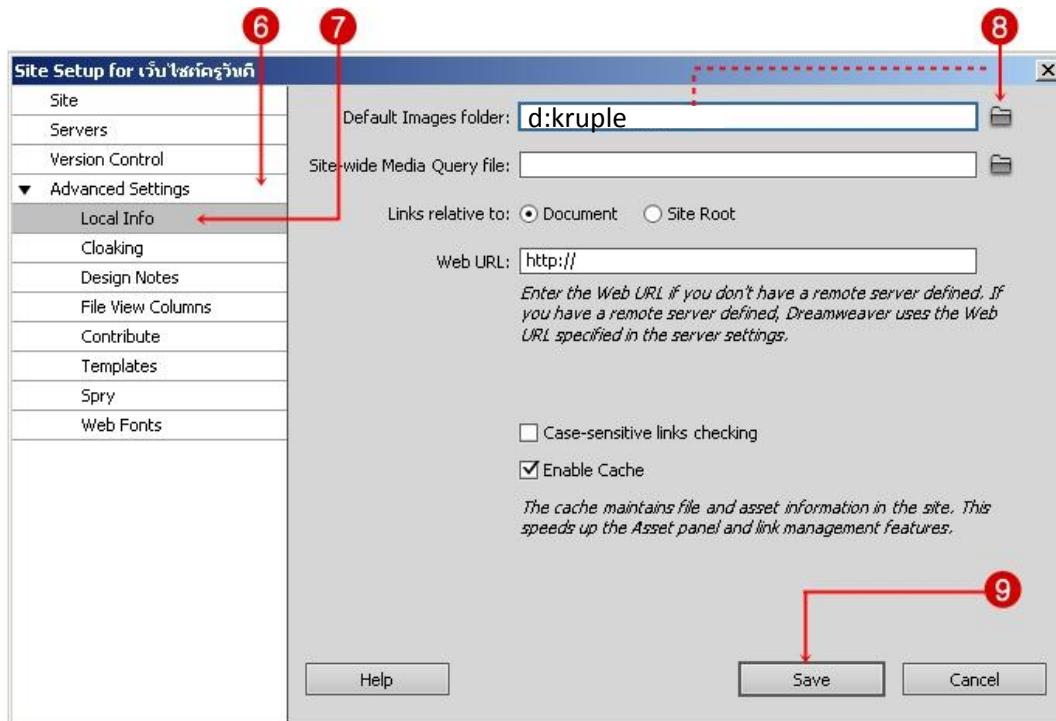 6
7
8
Site Setup for เว็บไซต์ครูวันดี
Site
Servers
Version Control
Advanced Settings
Local Info
Cloaking
Design Notes
File View Columns
Contribute
Templates
Spry
Web Fonts
Default Images folder: d:kruple
Site-wide Media Query file:
Links relative to: Document Site Root
Web URL: http://
Enter the Web URL if you don't have a remote server defined. If
you have a remote server defined, Dreamweaver uses the Web
URL specified in the server settings.
Case-sensitive links checking
Enable Cache
The cache maintains file and asset information in the site. This
speeds up the Asset panel and link management features.
9
Help Save Cancel